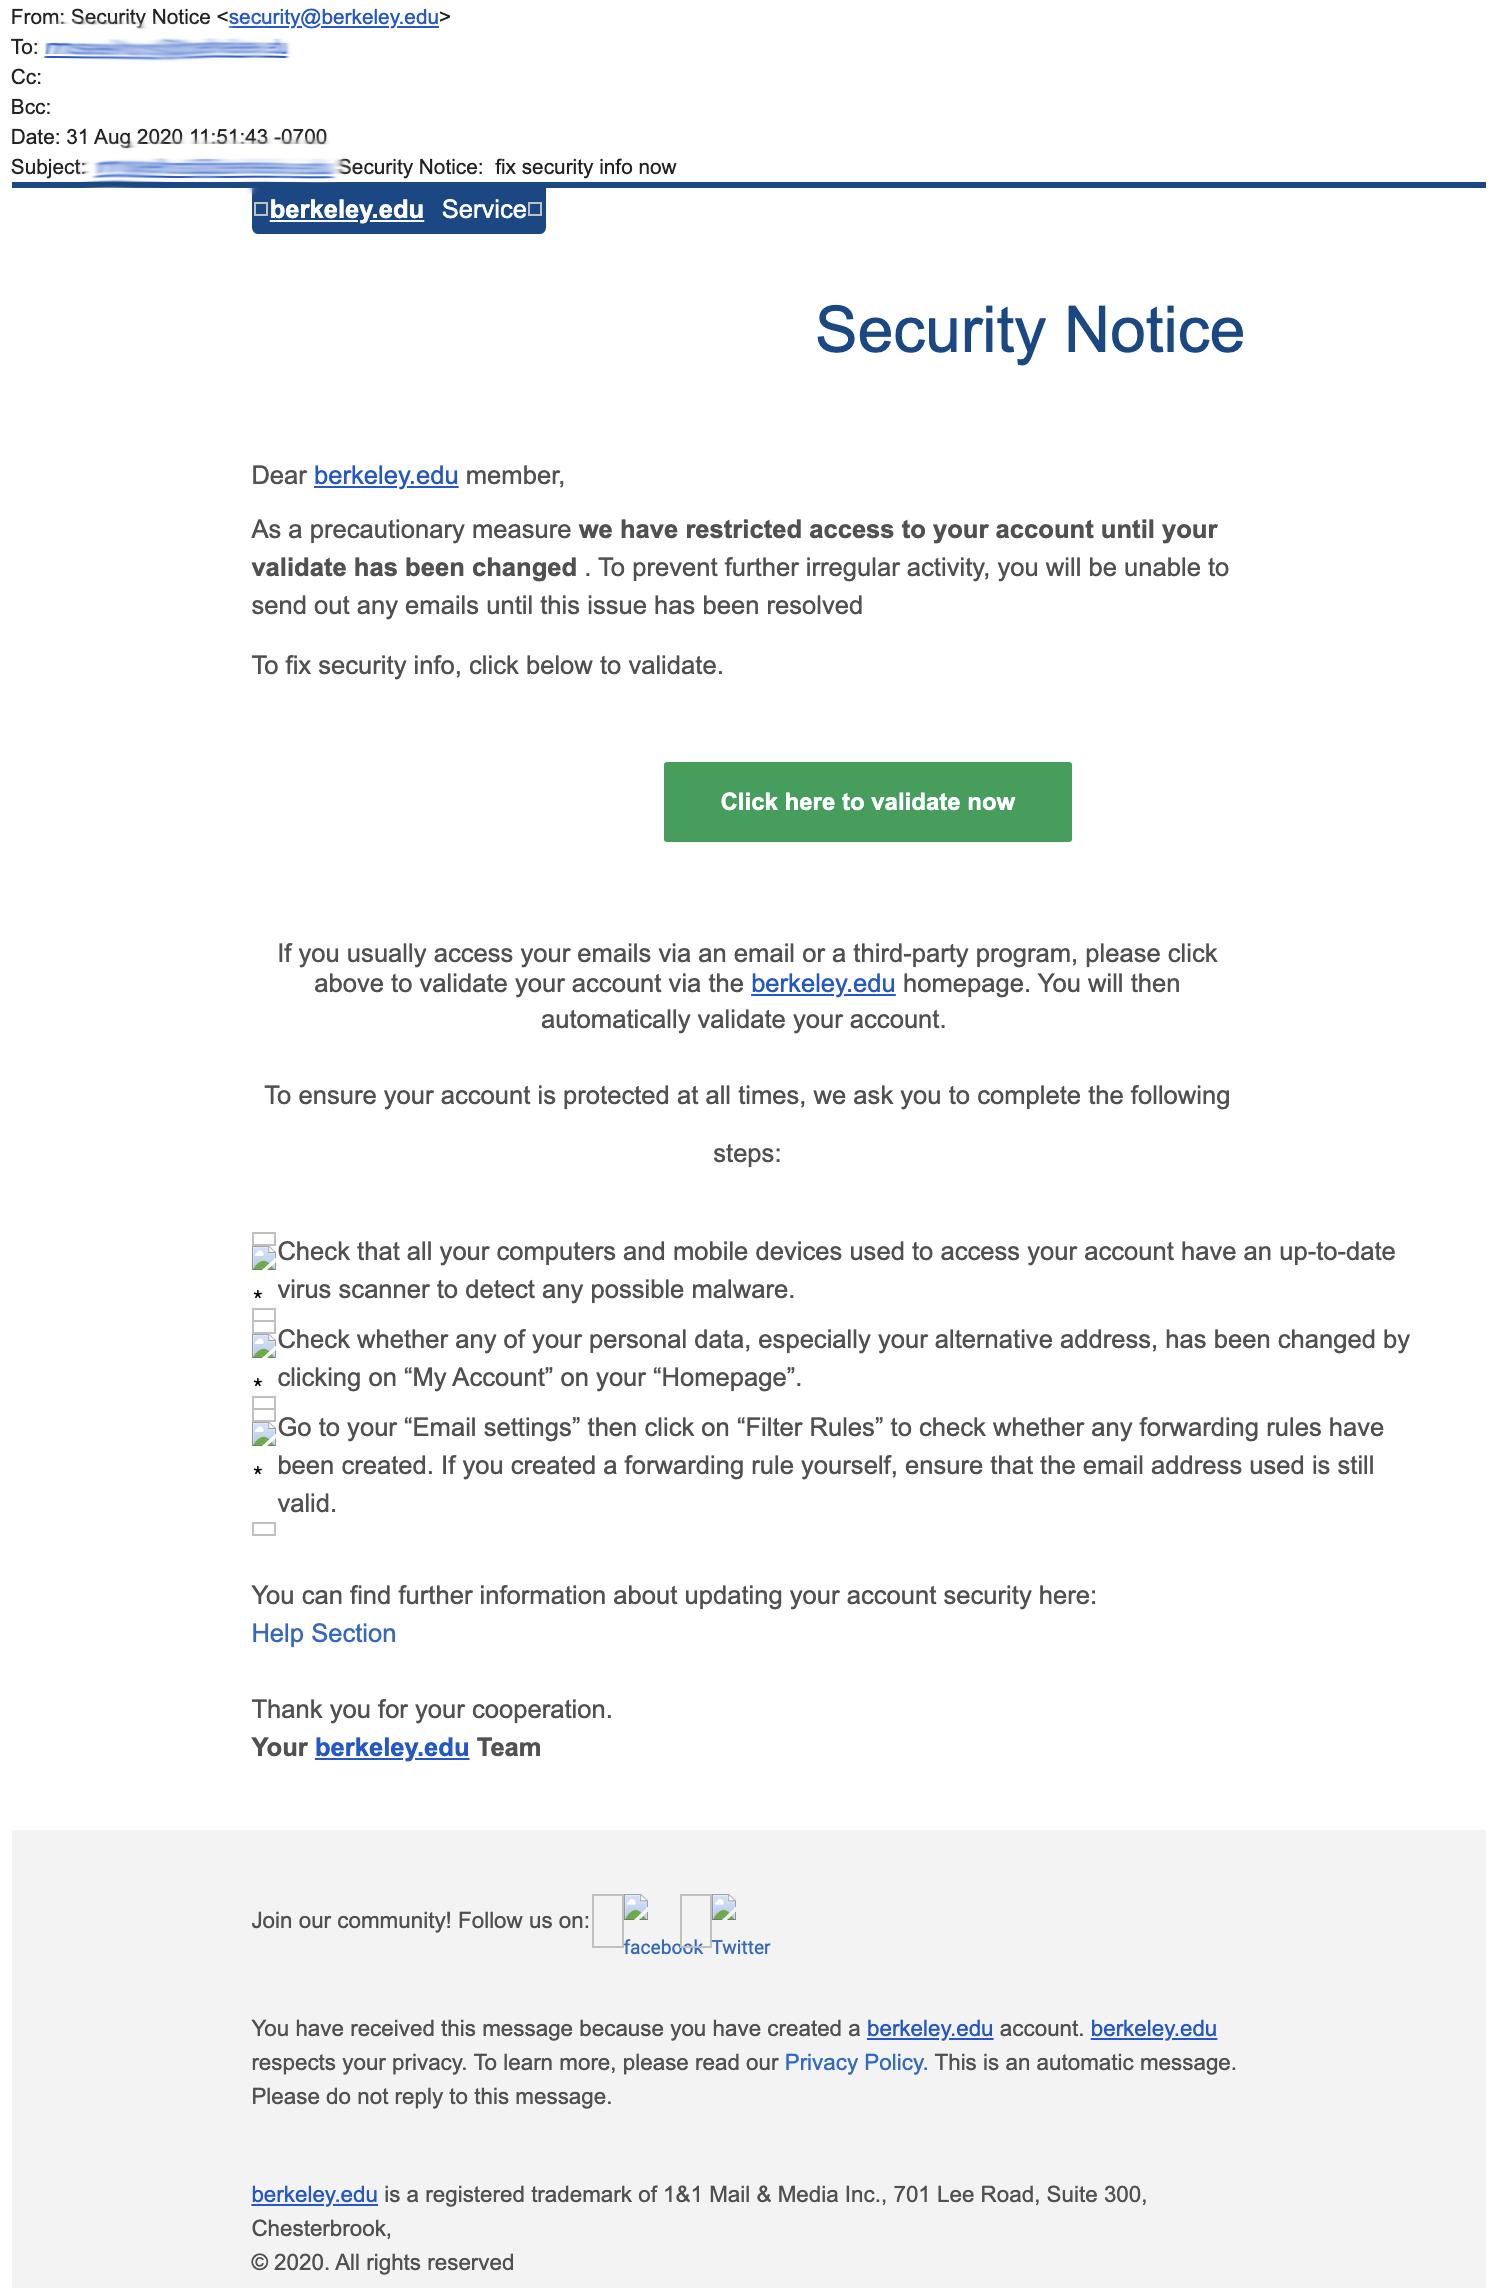 From: Security Notice <security@berkeley.edu>
To:
Cc:
Bcc:
Date: 31 Aug 2020 11:51:43 -0700
Subject: Security Notice:  fix security info now
berkeley.edu Service
Security Notice
Dear berkeley.edu member,
As a precautionary measure we have restricted access to your account until your
validate has been changed . To prevent further irregular activity, you will be unable to
send out any emails until this issue has been resolved
To fix security info, click below to validate.
Click here to validate now
If you usually access your emails via an email or a third-party program, please click
above to validate your account via the berkeley.edu homepage. You will then
automatically validate your account.
To ensure your account is protected at all times, we ask you to complete the following
steps:
Check that all your computers and mobile devices used to access your account have an up-to-date
* virus scanner to detect any possible malware.
Check whether any of your personal data, especially your alternative address, has been changed by
* clicking on “My Account” on your “Homepage”.
Go to your “Email settings” then click on “Filter Rules” to check whether any forwarding rules have
* been created. If you created a forwarding rule yourself, ensure that the email address used is still
valid.
You can find further information about updating your account security here:
Help Section
Thank you for your cooperation.
Your berkeley.edu Team
Join our community! Follow us on:
facebook Twitter
You have received this message because you have created a berkeley.edu account. berkeley.edu
respects your privacy. To learn more, please read our Privacy Policy. This is an automatic message.
Please do not reply to this message.
berkeley.edu is a registered trademark of 1&1 Mail & Media Inc., 701 Lee Road, Suite 300,
Chesterbrook,
© 2020. All rights reserved